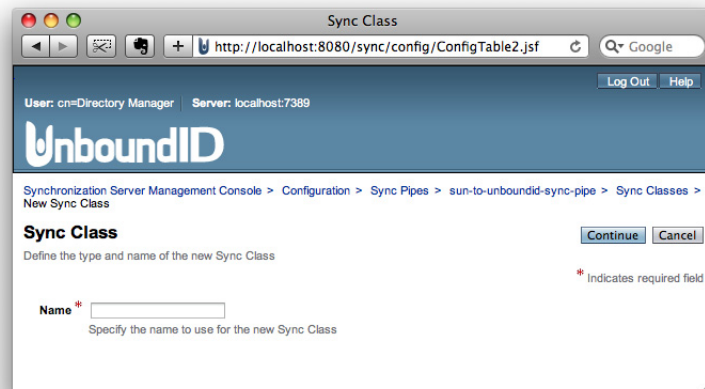 Sync Class
http://localhost:8080/sync/config/ConfigTable2.jsf
Google
Log Out Help
User: cn=Directory Manager Server: localhost:7389
UnboundID
Synchronization Server Management Console > Configuration > Sync Pipes > sun-to-unboundid-sync-pipe > Sync Classes >
New Sync Class
Sync Class
Continue Cancel
Define the type and name of the new Sync Class
* Indicates required field
Name *
Specify the name to use for the new Sync Class